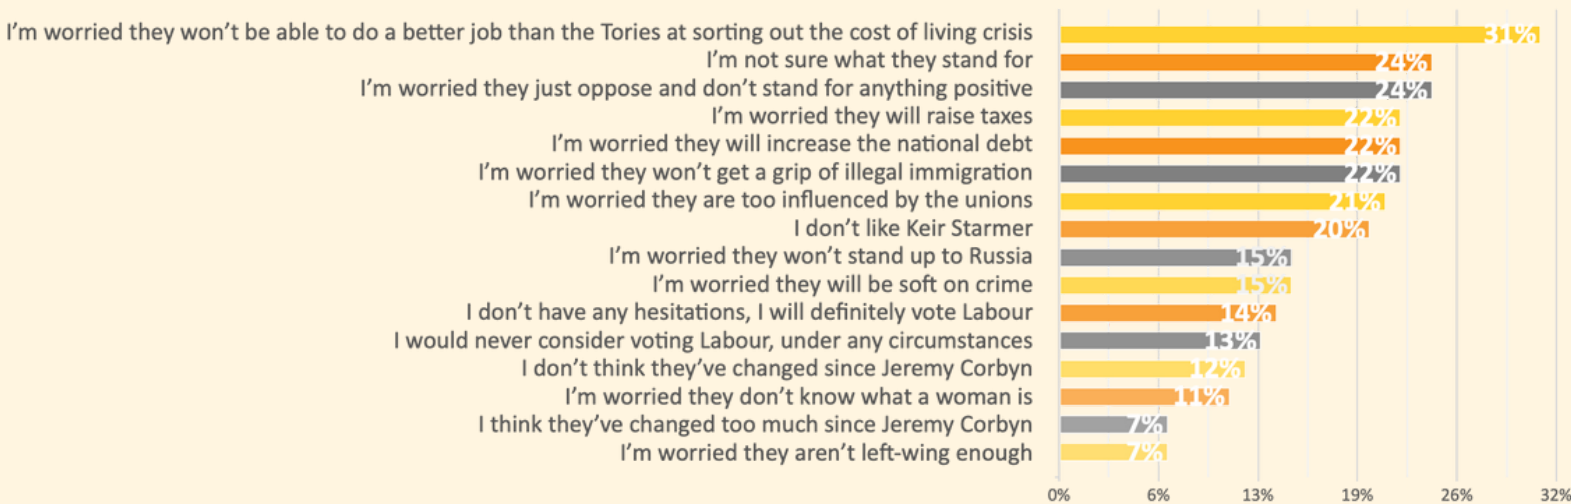 I'm worried they won't be able to do a better job than the Tories at sorting out the cost of living crisis 31%
I'm not sure what they stand for 24%
I'm worried they just oppose and don't stand for anything positive 24%
I'm worried they will raise taxes 22%
I'm worried they will increase the national debt 22%
I'm worried they won't get a grip of illegal immigration 22%
I'm worried they are too influenced by the unions 21%
I don't like Keir Starmer 20%
I'm worried they won't stand up to Russia 15%
I'm worried they will be soft on crime 15%
I don't have any hesitations, I will definitely vote Labour 14%
I would never consider voting Labour, under any circumstances 13%
I don't think they've changed since Jeremy Corbyn 12%
I'm worried they don't know what a woman is 11%
I think they've changed too much since Jeremy Corbyn 7%
I'm worried they aren't left-wing enough 7%
0% 6% 13% 19% 26% 32%